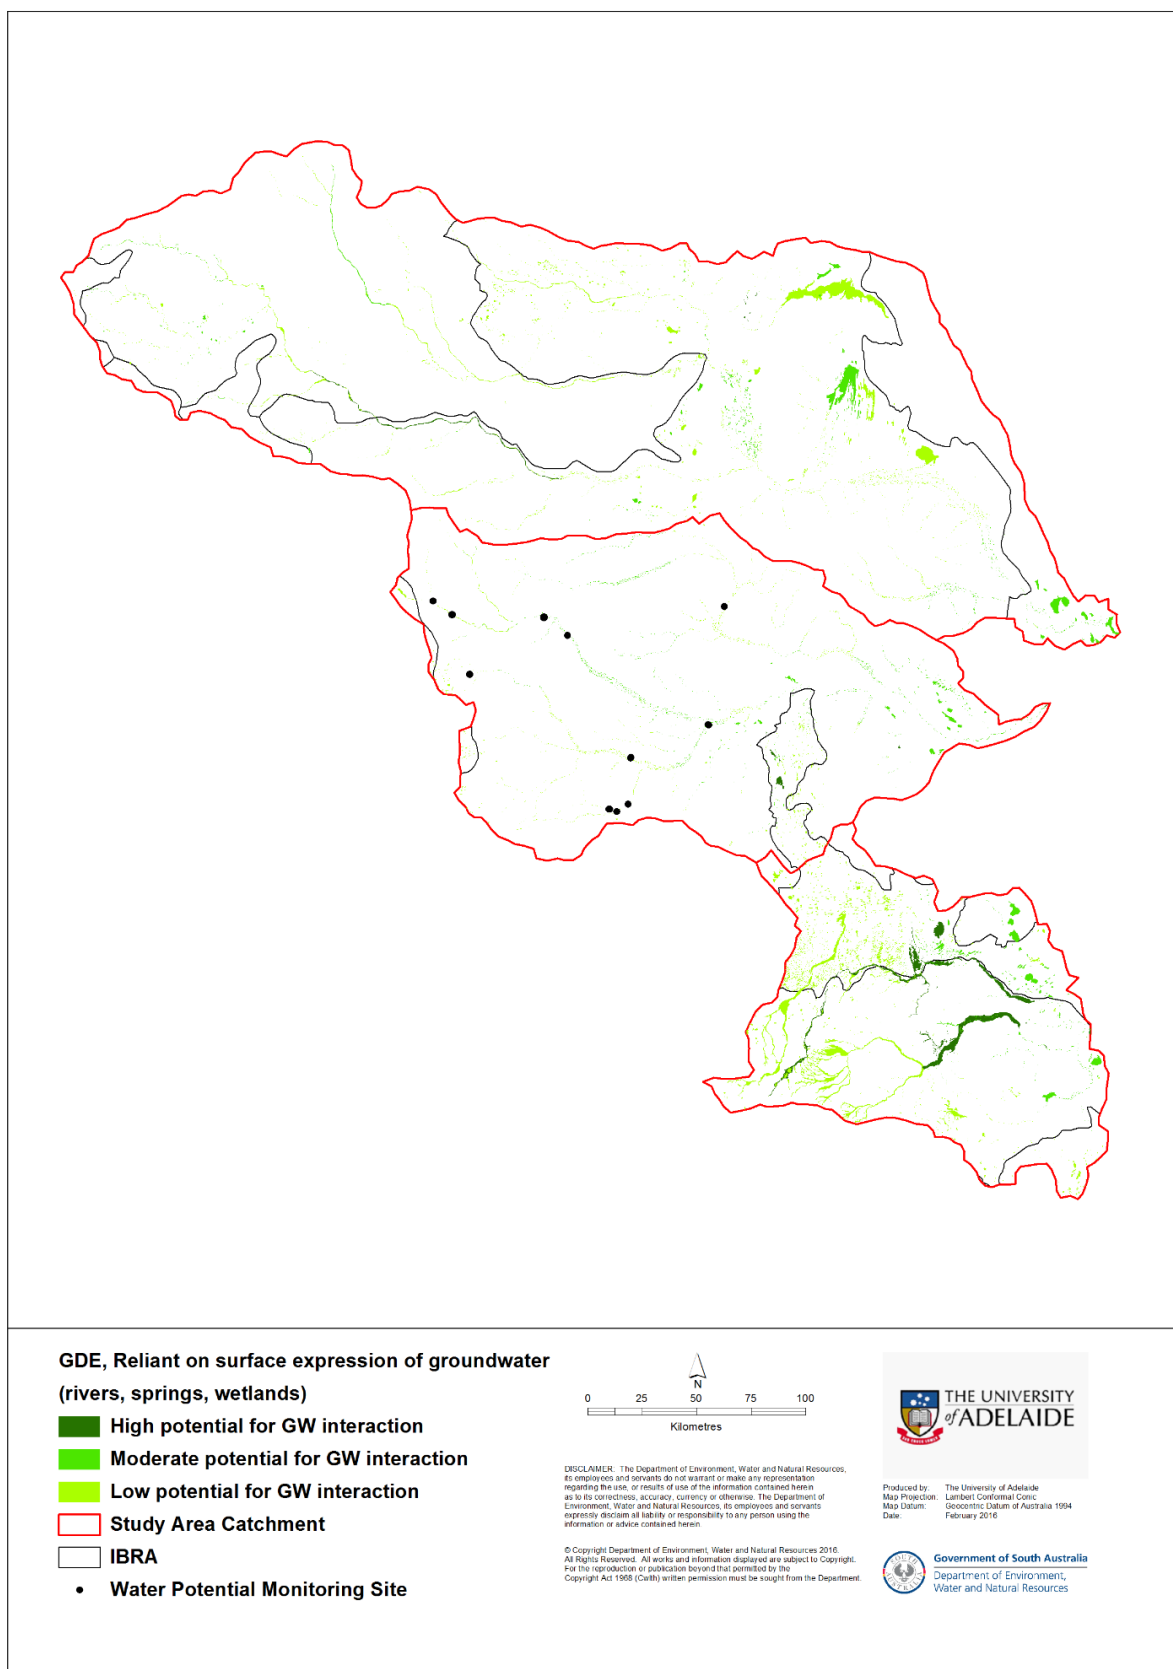 GDE, Reliant on surface expression of groundwater
(rivers, springs, wetlands)
High potential for GW interaction
Moderate potential for GW interaction
Low potential for GW interaction
Study Area Catchment
IBRA
Water Potential Monitoring Site
N
0 25 50 75 100
Kilometres
DISCLAIMER: The Department of Environment, Water and Natural Resources,
its employees and servants do not warrant or make any representation
regarding the use, or results of use of the information contained herein
as to its correctness, accuracy, currency or otherwise. The Department of
Environment, Water and Natural Resources, its employees and servants
expressly disclaim all liability or responsibility to any person using the
information or advice contained herein
© Copyright Department of Environment, Water and Natural Resources 2016.
All Rights Reserved. All works and information displayed are subject to Copyright.
For the reproduction or publication beyond that permitted by the
Copyright Act 1968 (Cwlth) written permission must be sought from the Department.
THE UNIVERSITY
of ADELAIDE
Produced by: The University of Adelaide
Map Projection: Lambert Conformal Conic
Map Datum: Geocentric Datum of Australia 1994
Date: February 2016
SOUTH
AUSTRALIA
Government of South Australia
Department of Environment,
Water and Natural Resources